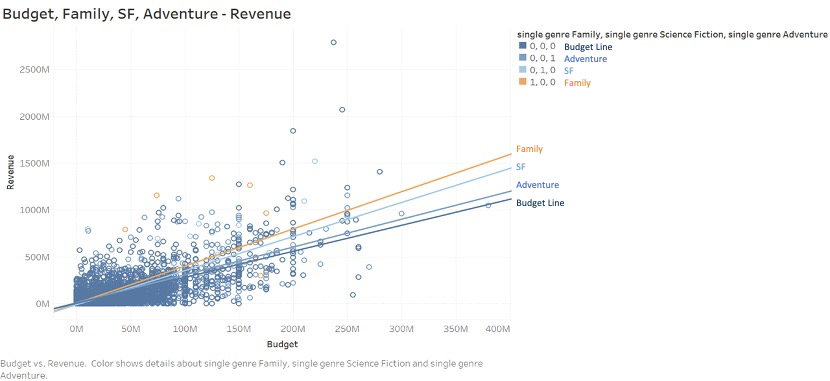 Budget, Family, SF, Adventure - Revenue
single genre Family, single genre Science Fiction, single genre Adventure
0, 0, 0 Budget Line
0, 0, 1 Adventure
0, 1, 0 SF
1, 0, 0 Family
2500M
2000M
1500M
1000M
500M
0M
Revenue
Family
SF
Adventure
Budget Line
0M 50M 100M 150M 200M 250M 300M 350M 400M
Budget
Budget vs. Revenue. Color shows details about single genre Family, single genre Science Fiction and single genre
Adventure.